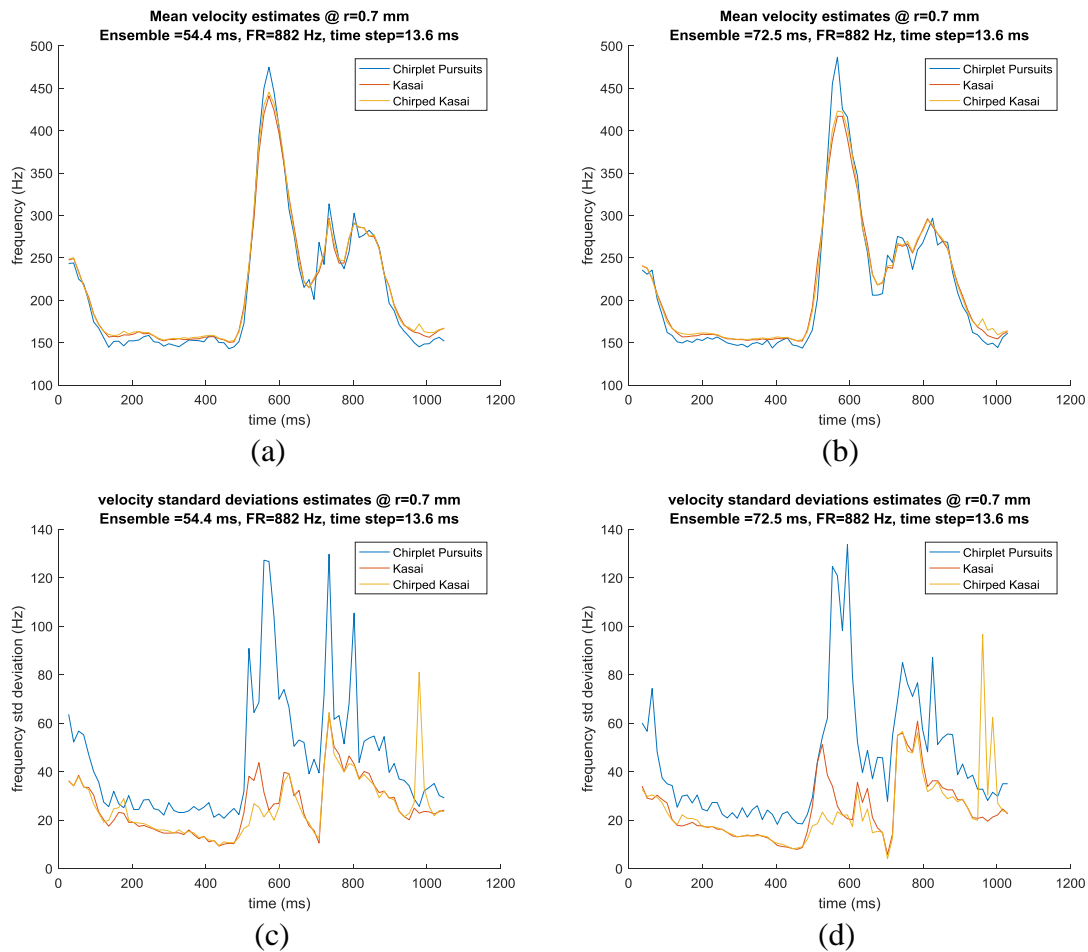 Mean velocity estimates @ r=0.7 mm
Ensemble =54.4 ms, FR=882 Hz, time step=13.6 ms
500
450
400
350
300
250
200
150
100
frequency (Hz)
Chirplet Pursuits
Kasai
Chirped Kasai
0 200 400 600 800 1000 1200
time (ms)
(a)
Mean velocity estimates @ r=0.7 mm
Ensemble =72.5 ms, FR=882 Hz, time step=13.6 ms
500
450
400
350
300
250
200
150
100
frequency (Hz)
Chirplet Pursuits
Kasai
Chirped Kasai
0 200 400 600 800 1000 1200
time (ms)
(b)
velocity standard deviations estimates @ r=0.7 mm
Ensemble =54.4 ms, FR=882 Hz, time step=13.6 ms
140
120
100
80
60
40
20
0
frequency std deviation (Hz)
Chirplet Pursuits
Kasai
Chirped Kasai
0 200 400 600 800 1000 1200
time (ms)
(c)
velocity standard deviations estimates @ r=0.7 mm
Ensemble =72.5 ms, FR=882 Hz, time step=13.6 ms
140
120
100
80
60
40
20
0
frequency std deviation (Hz)
Chirplet Pursuits
Kasai
Chirped Kasai
0 200 400 600 800 1000 1200
time (ms)
(d)